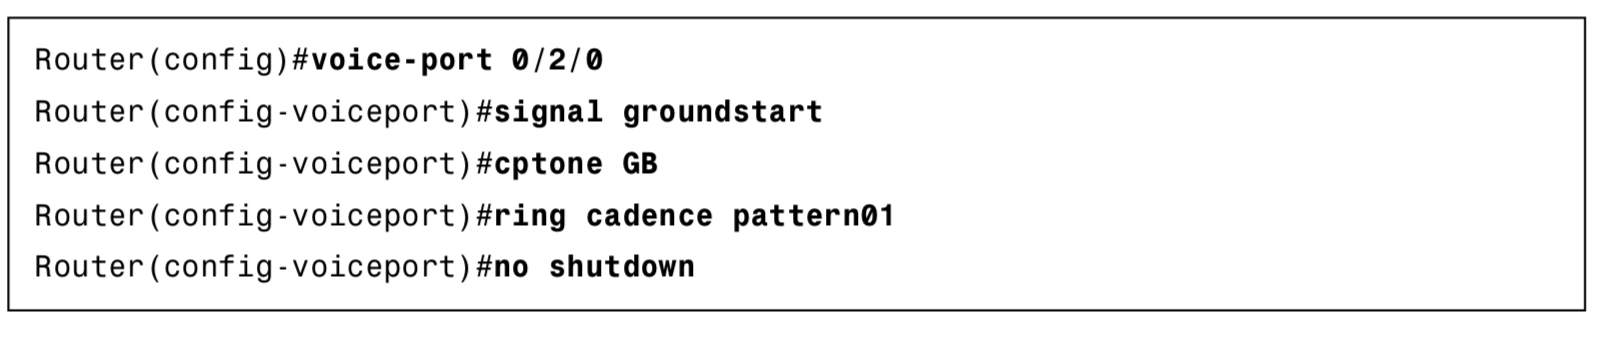 Router(config)#voice-port 0/2/0
Router(config-voiceport)#signal groundstart
Router(config-voiceport)#cptone GB
Router(config-voiceport)#ring cadence pattern01
Router(config-voiceport)#no shutdown